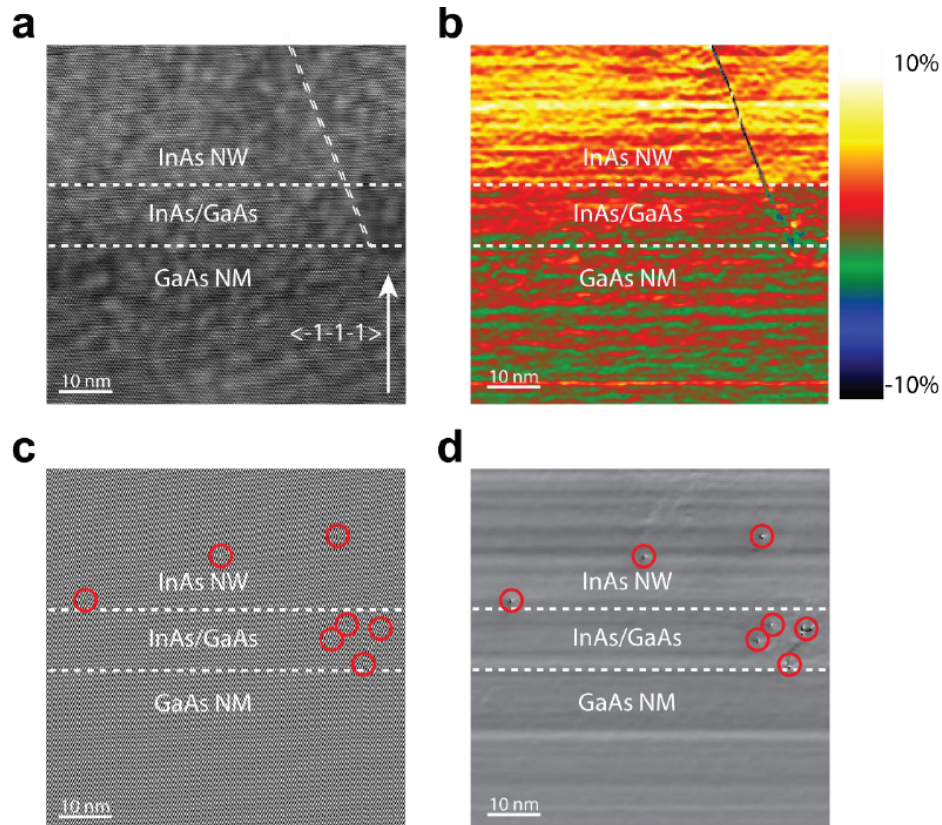 a
InAs NW
InAs/GaAs
GaAs NM
<-1-1-1>
10 nm
b
10%
InAs NW
InAs/GaAs
GaAs NM
10 nm
-10%
c
InAs NW
InAs/GaAs
GaAs NM
10 nm
d
InAs NW
InAs/GaAs
GaAs NM
10 nm